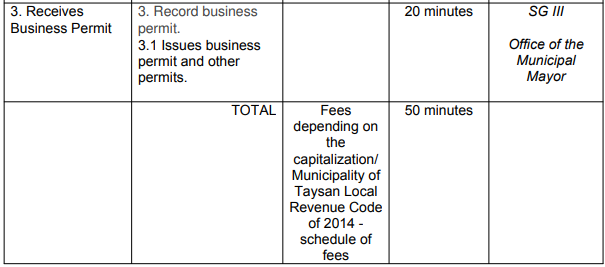 3. Receives
Business Permit
3. Record business
permit.
3.1 Issues business
permit and other
permits.
20 minutes
SG III
Office of the
Municipal
Mayor
TOTAL
Fees
depending on
the
capitalization/
Municipality of
Taysan Local
Revenue Code
of 2014 -
schedule of
fees
50 minutes